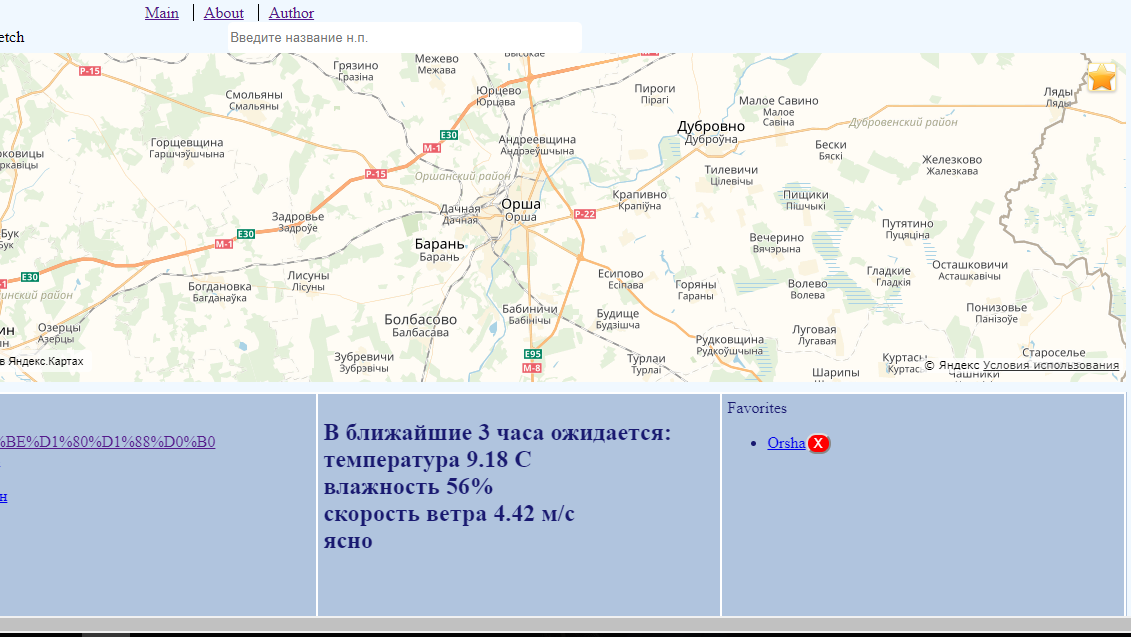 Main
About
Author
etch
Введите название н.п.
Р-15
Межево
Межава
Грязино
Гразіна
Юрцево
Юрцава
Смольяны
Смальяны
Пироги
Пірагі
Малое Савино
Малое
Савіна
Ляды
Ляды
Дубровно
Дуброўна
Дубровенский район
E30
М-1
Андреевщина
Андрэеўшчына
Горщевщина
Гаршчэўшчына
Бески
Бяскі
Железково
Жалезкава
Р-15
Оршанский район
Тилевичи
Цілевічы
Крапивно
Крапіўна
Пищики
Пішчыкі
Дачная
Дачная
Орша
Орша
Р-22
Задровье
Задроўе
E30
М-1
Путятино
Пуцяціна
Бук
Бук
Барань
Барань
Вечерино
Вячэрына
E30
Лисуны
Лісуны
Есипово
Есіпава
Гладкие
Гладкія
Осташковичи
Асташкавічы
Богдановка
Багданаўка
Горяны
Гараны
Волево
Волева
Понизовье
Панізоўе
Бабиничи
Бабінічы
Будище
Будзішча
Болбасово
Балбасава
Озерцы
Азерцы
Луговая
Лугавая
Рудковщина
Рудкоўшчына
E95
М-8
Зубревичи
Зубрэвічы
Турлаи
Турлаі
Шарипы
Староселье
в Яндекс.Картах
© Яндекс Условия использования
%BE%D1%80%D1%88%D0%B0
н
В ближайшие 3 часа ожидается:
температура 9.18 С
влажность 56%
скорость ветра 4.42 м/с
ясно
Favorites
Orsha X